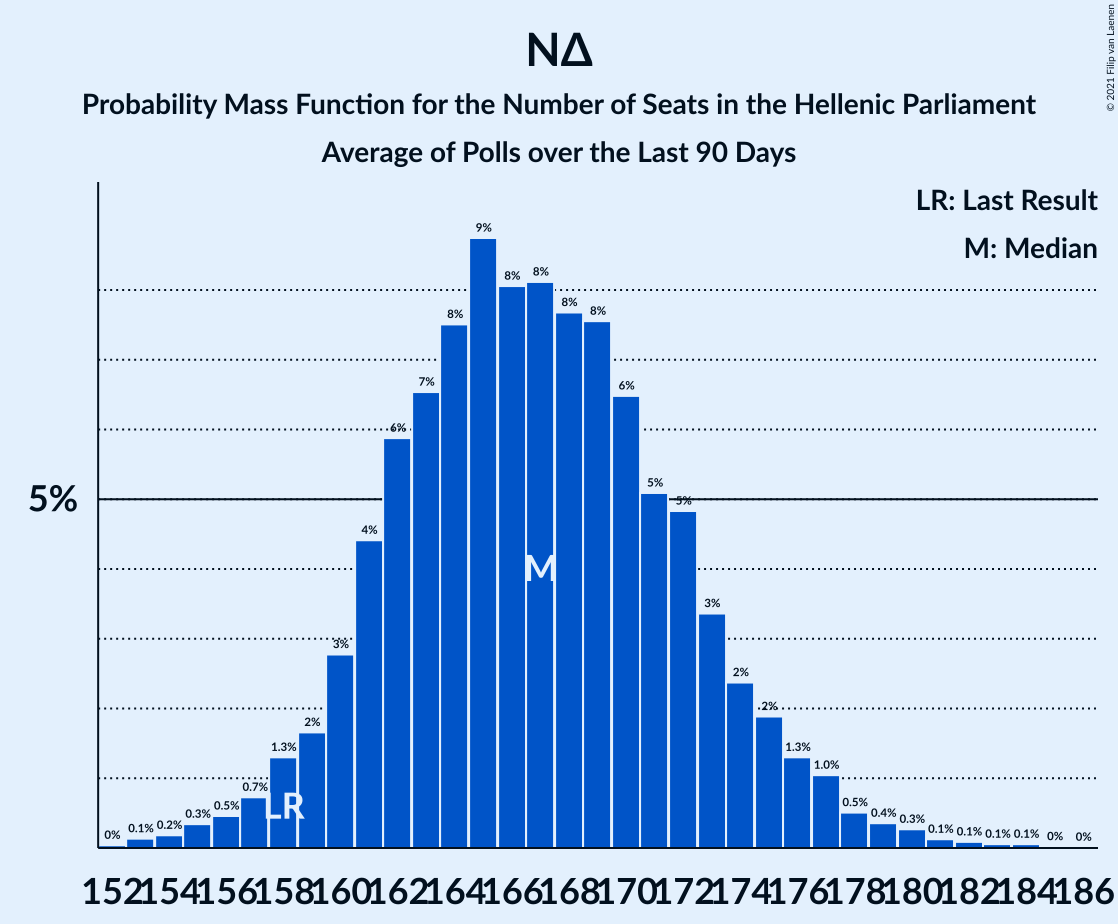 ΝΔ
Probability Mass Function for the Number of Seats in the Hellenic Parliament
Average of Polls over the Last 90 Days
© 2021 Filip van Laenen
LR: Last Result
M: Median
9%
8% 8%
8% 8% 8%
7% 6%
6%
5%
5% 5%
4%
M
3% 3%
2%
2% 2%
1.3% 1.3%
1.0%
0.7% LR
0% 0.1% 0.2% 0.3% 0.5% 0.5% 0.4% 0.3% 0.1% 0.1% 0.1% 0.1% 0% 0%
152 154 156 158 160 162 164 166 168 170 172 174 176 178 180 182 184 186